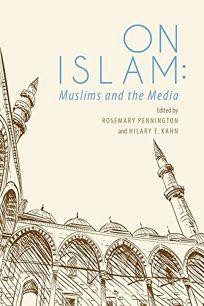 ON
ISLAM:
Muslims and the Media
Edited by
ROSEMARY PENNINGTON
and HILARY E. KAHN